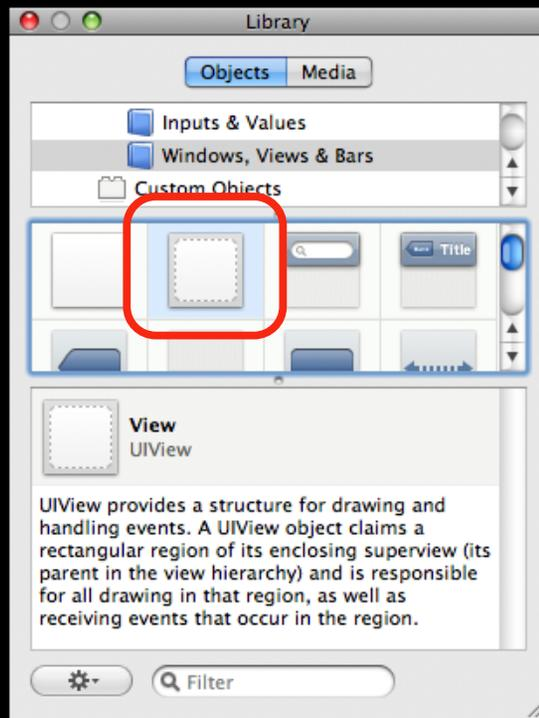 Library
Objects Media
Inputs & Values
Windows, Views & Bars
Custom Objects
Title
View
UIView
UIView provides a structure for drawing and
handling events. A UIView object claims a
rectangular region of its enclosing superview (its
parent in the view hierarchy) and is responsible
for all drawing in that region, as well as
receiving events that occur in the region.
Filter